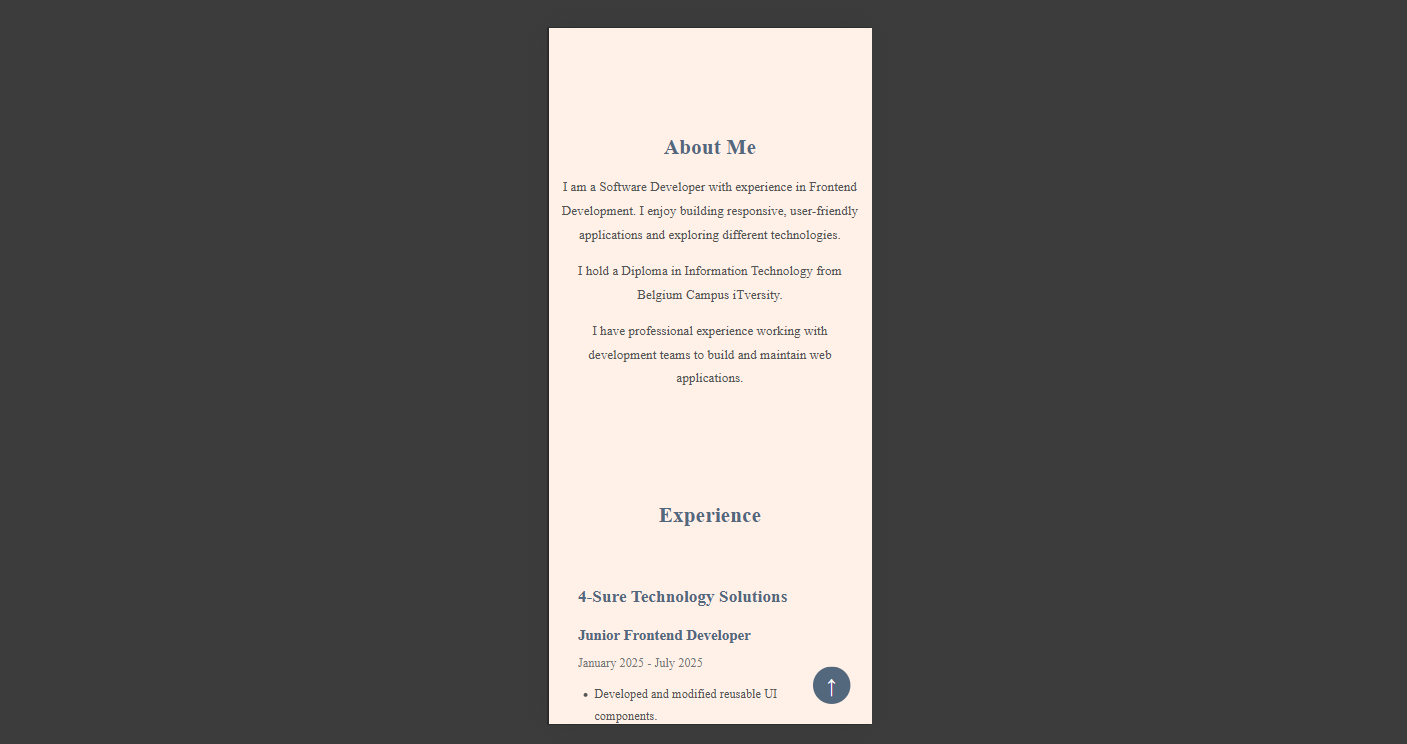 About Me
I am a Software Developer with experience in Frontend
Development. I enjoy building responsive, user-friendly
applications and exploring different technologies.
I hold a Diploma in Information Technology from
Belgium Campus iTversity.
I have professional experience working with
development teams to build and maintain web
applications.
Experience
4-Sure Technology Solutions
Junior Frontend Developer
January 2025 - July 2025
• Developed and modified reusable UI
components.
↑